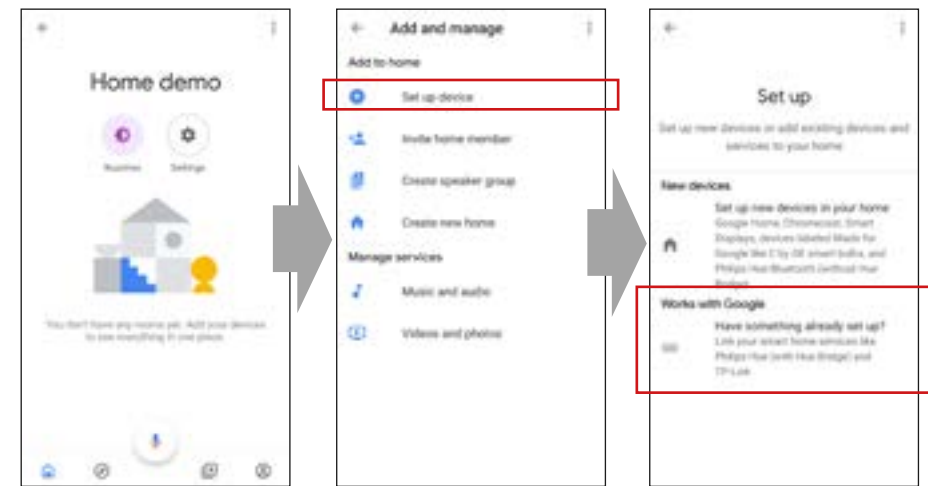 Home demo
Routines
Settings
You don't have any rooms yet. Add your devices
to see everything in one place.
Add and manage
Add to home
Set up device
Invite home member
Create speaker group
Create new home
Manage services
Music and audio
Videos and photos
Set up
Set up new devices or add existing devices and
services to your home
New devices
Set up new devices in your home
Google Home, Chromecast, Smart
Displays, devices labeled Made for
Google like C by GE smart bulbs, and
Philips Hue Bluetooth (without Hue
Bridge)
Works with Google
Have something already set up?
Link your smart home services like
Philips Hue (with Hue Bridge) and
TP-Link